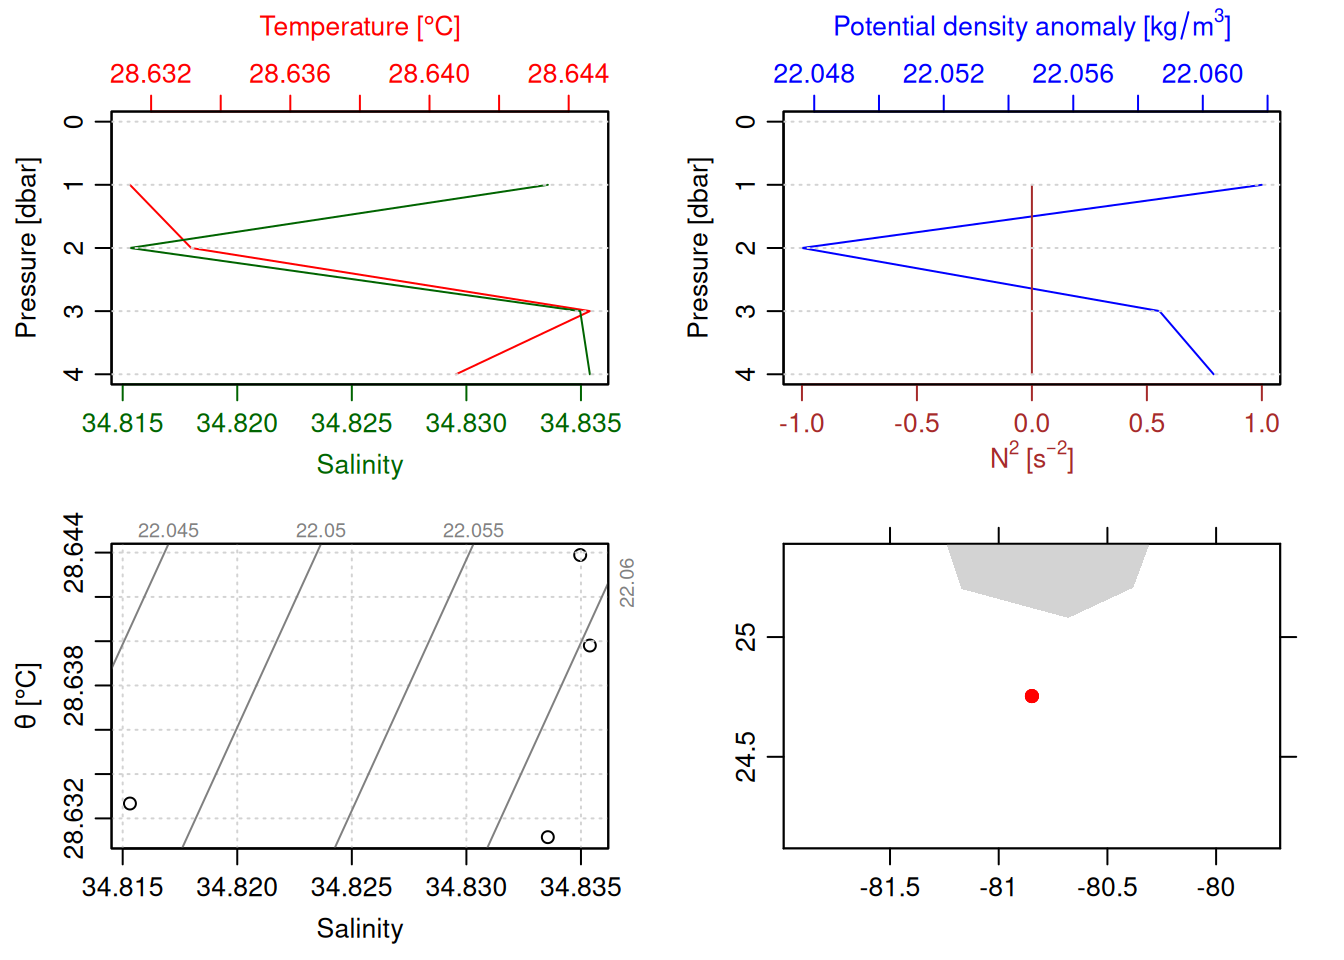 Temperature [°C]
28.632 28.636 28.640 28.644
Pressure [dbar]
0
1
2
3
4
34.815 34.820 34.825 34.830 34.835
Salinity
Potential density anomaly [kg/m³]
22.048 22.052 22.056 22.060
Pressure [dbar]
0
1
2
3
4
-1.0 -0.5 0.0 0.5 1.0
N² [s⁻²]
22.045 22.05 22.055
22.06
θ [°C]
28.644
28.638
28.632
34.815 34.820 34.825 34.830 34.835
Salinity
25
24.5
-81.5 -81 -80.5 -80